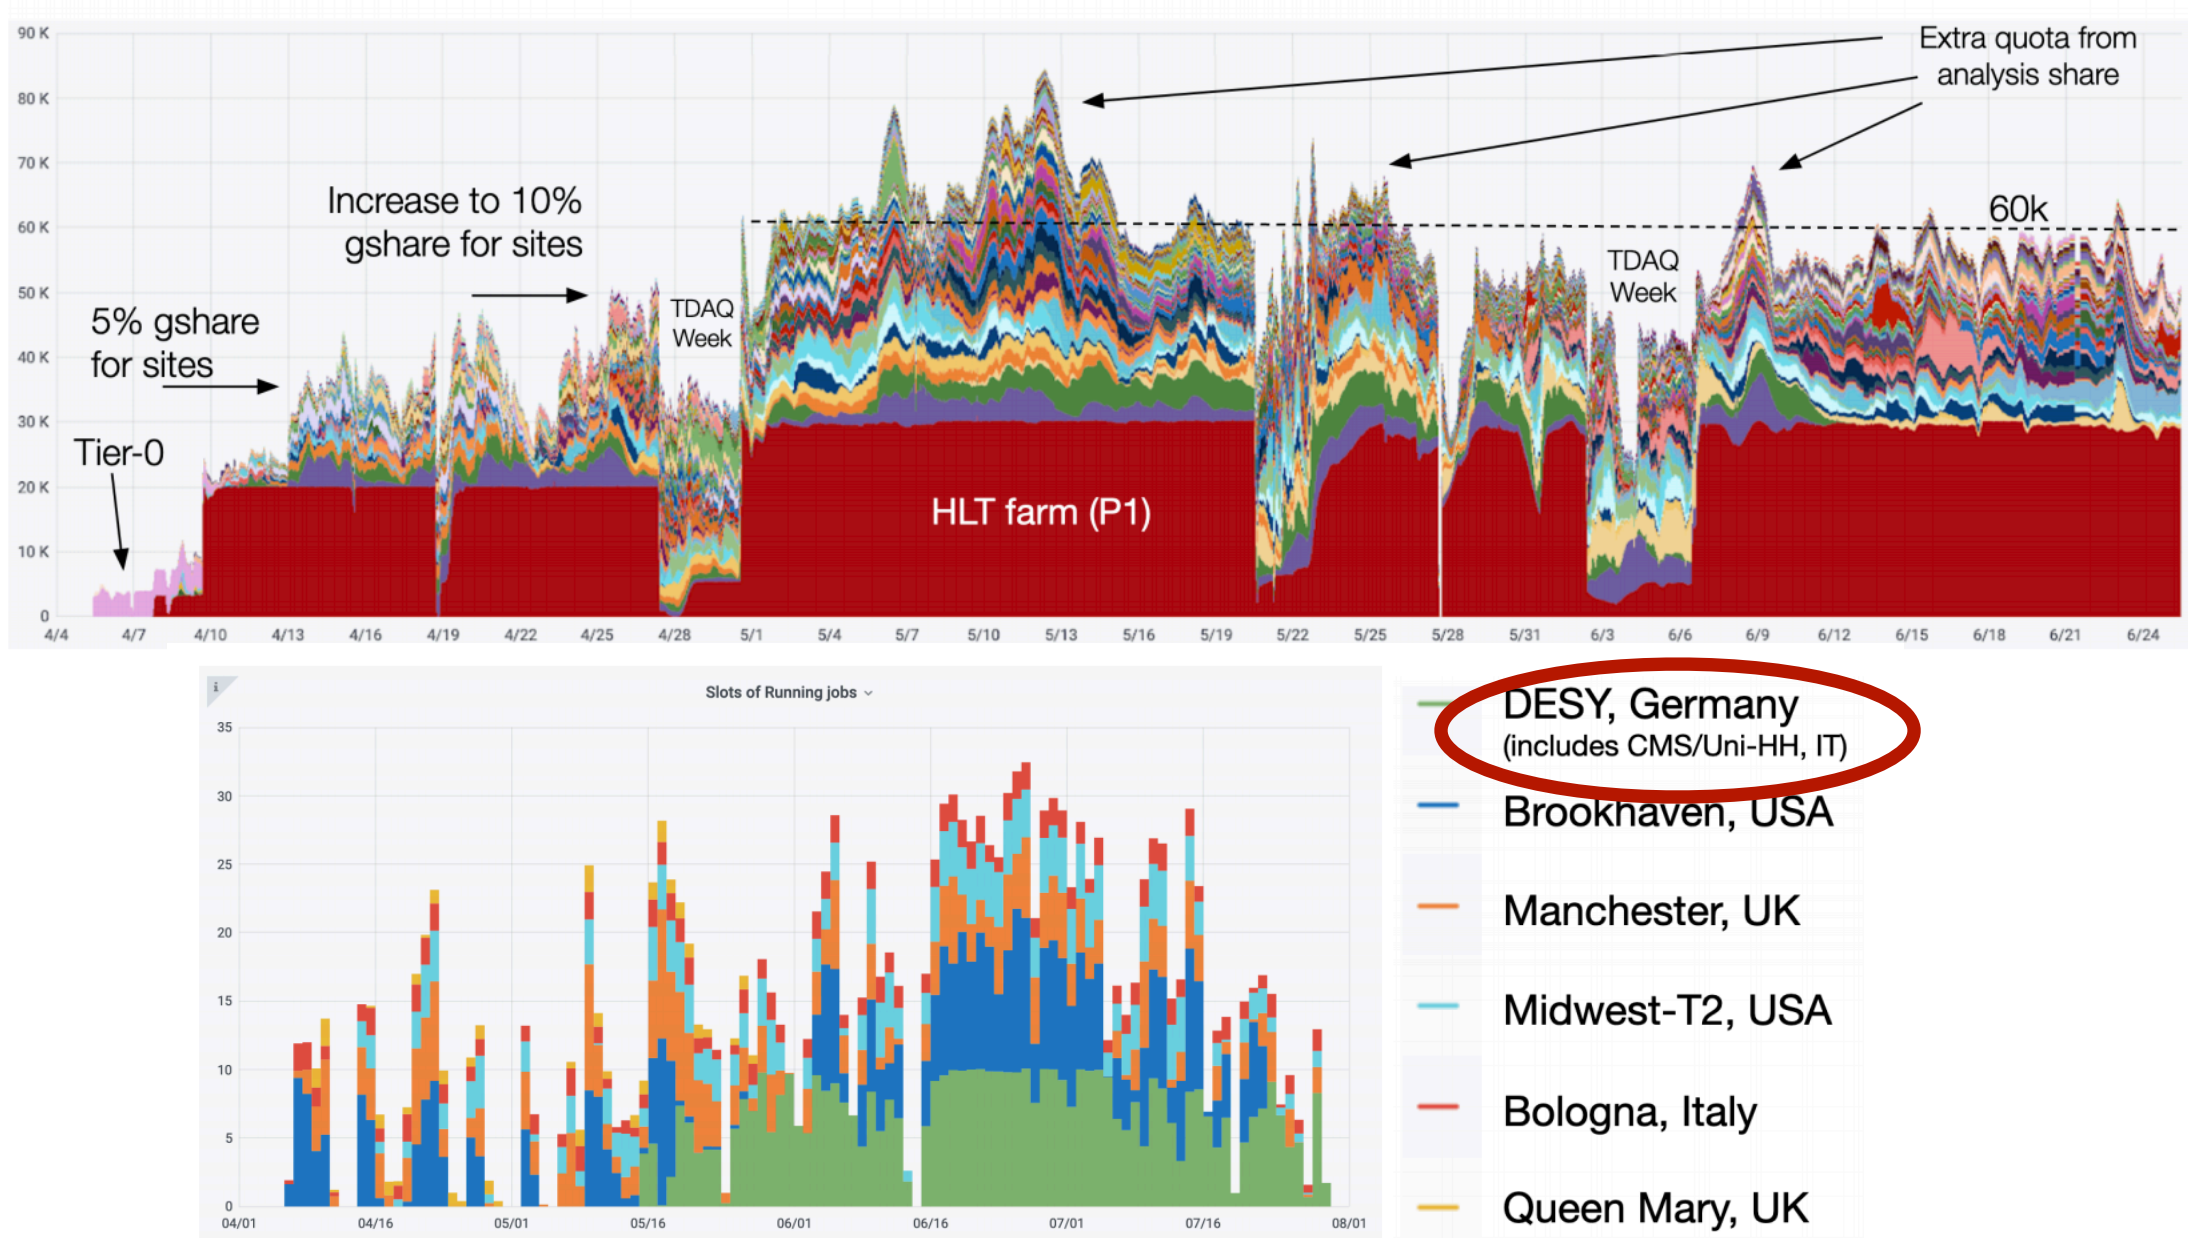 90 K
80 K
70 K
60 K
50 K
40 K
30 K
20 K
10 K
0
Extra quota from
analysis share
Increase to 10%
gshare for sites
5% gshare
for sites
Tier-0
TDAQ
Week
TDAQ
Week
60k
HLT farm (P1)
4/4 4/7 4/10 4/13 4/16 4/19 4/22 4/25 4/28 5/1 5/4 5/7 5/10 5/13 5/16 5/19 5/22 5/25 5/28 5/31 6/3 6/6 6/9 6/12 6/15 6/18 6/21 6/24
i
Slots of Running jobs
35
30
25
20
15
10
5
0
04/01 04/16 05/01 05/16 06/01 06/16 07/01 07/16 08/01
DESY, Germany
(includes CMS/Uni-HH, IT)
Brookhaven, USA
Manchester, UK
Midwest-T2, USA
Bologna, Italy
Queen Mary, UK